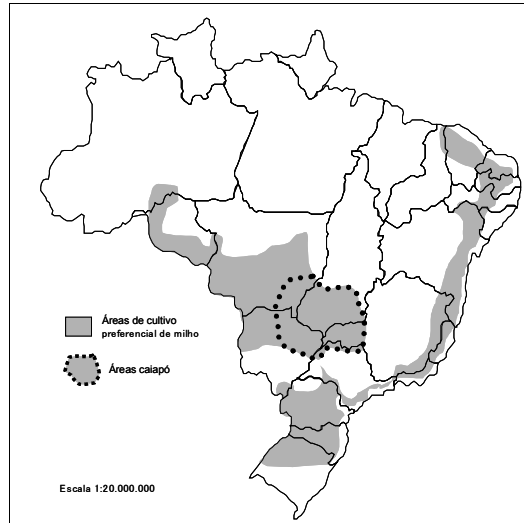 Áreas de cultivo
preferencial de milho
Áreas caiapó
Escala 1:20.000.000